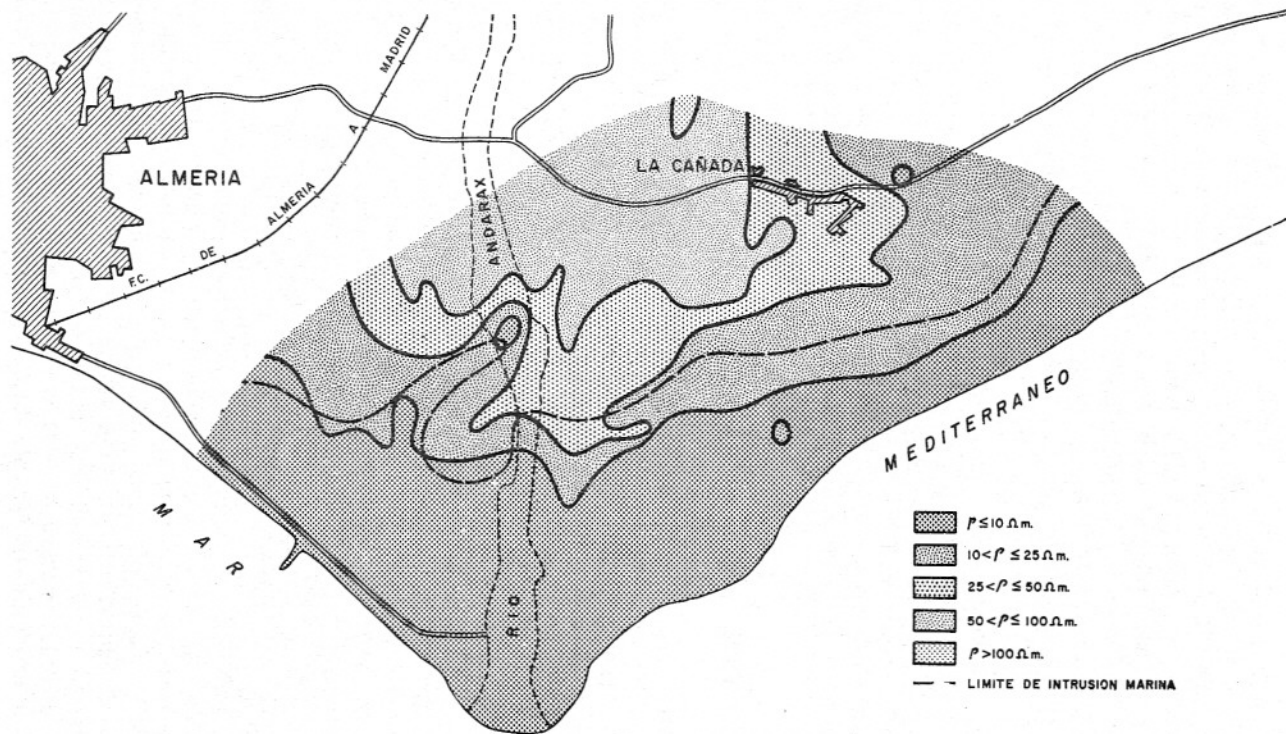 ALMERIA
F.C. DE ALMERIA A MADRID
LA CAÑADA
RIO ANDARAX
MAR MEDITERRANEO
ρ ≤ 10 Ω m.
10 < ρ ≤ 25 Ω m.
25 < ρ ≤ 50 Ω m.
50 < ρ ≤ 100 Ω m.
ρ > 100 Ω m.
LIMITE DE INTRUSION MARINA